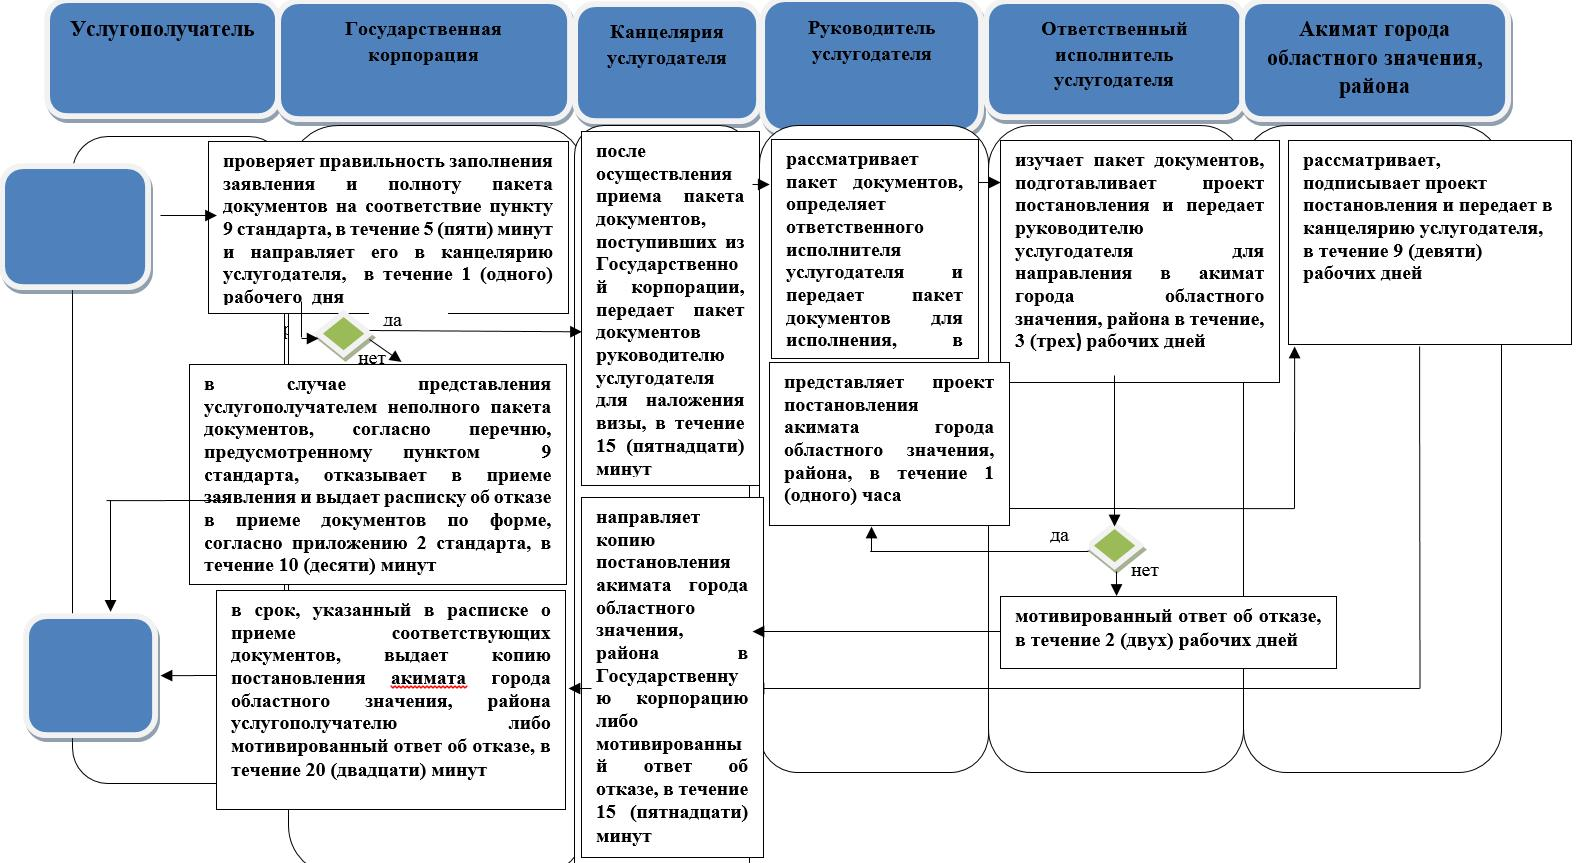 Услугополучатель
Государственная
корпорация
Канцелярия
услугодателя
Руководитель
услугодателя
Ответственный
исполнитель
услугодателя
Акимат города
областного значения,
района
проверяет правильность заполнения
заявления и полноту пакета
документов на соответствие пункту
9 стандарта, в течение 5 (пяти) минут
и направляет его в канцелярию
услугодателя, в течение 1 (одного)
рабочего дня
да
нет
в случае представления
услугополучателем неполного пакета
документов, согласно перечню,
предусмотренному пунктом 9
стандарта, отказывает в приеме
заявления и выдает расписку об отказе
в приеме документов по форме,
согласно приложению 2 стандарта, в
течение 10 (десяти) минут
в срок, указанный в расписке о
приеме соответствующих
документов, выдает копию
постановления акимата города
областного значения, района
услугополучателю либо
мотивированный ответ об отказе, в
течение 20 (двадцати) минут
после
осуществления
приема пакета
документов,
поступивших из
Государственно
й корпорации,
передает пакет
документов
руководителю
услугодателя
для наложения
визы, в течение
15 (пятнадцати)
минут
направляет
копию
постановления
акимата города
областного
значения,
района в
Государственну
ю корпорацию
либо
мотивированны
й ответ об
отказе, в течение
15 (пятнадцати)
минут
рассматривает
пакет документов,
определяет
ответственного
исполнителя
услугодателя и
передает пакет
документов для
исполнения, в
представляет проект
постановления
акимата города
областного значения,
района, в течение 1
(одного) часа
изучает пакет документов,
подготавливает проект
постановления и передает
руководителю
услугодателя для
направления в акимат
города областного
значения, района в течение,
3 (трех) рабочих дней
да
нет
мотивированный ответ об отказе,
в течение 2 (двух) рабочих дней
рассматривает,
подписывает проект
постановления и передает в
канцелярию услугодателя,
в течение 9 (девяти)
рабочих дней